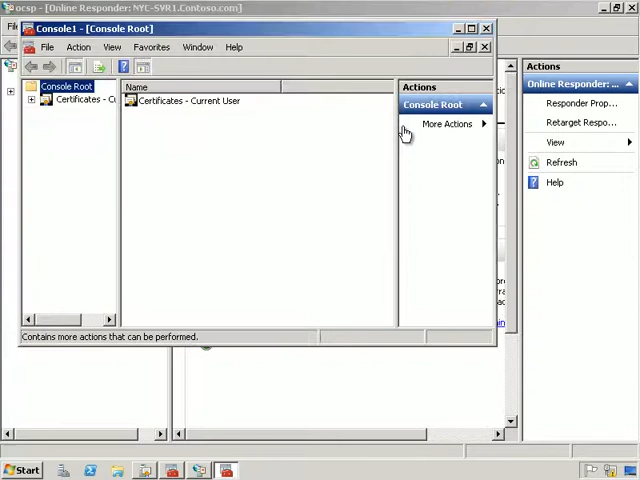 ocsp - [Online Responder: NYC-SVR1.Contoso.com]
Console1 - [Console Root]
File Action View Favorites Window Help
Console Root
Certificates - Cu
Name
Certificates - Current User
Actions
Console Root
More Actions
Contains more actions that can be performed.
Actions
Online Responder: ...
Responder Prop...
Retarget Respo...
View
Refresh
Help
Start